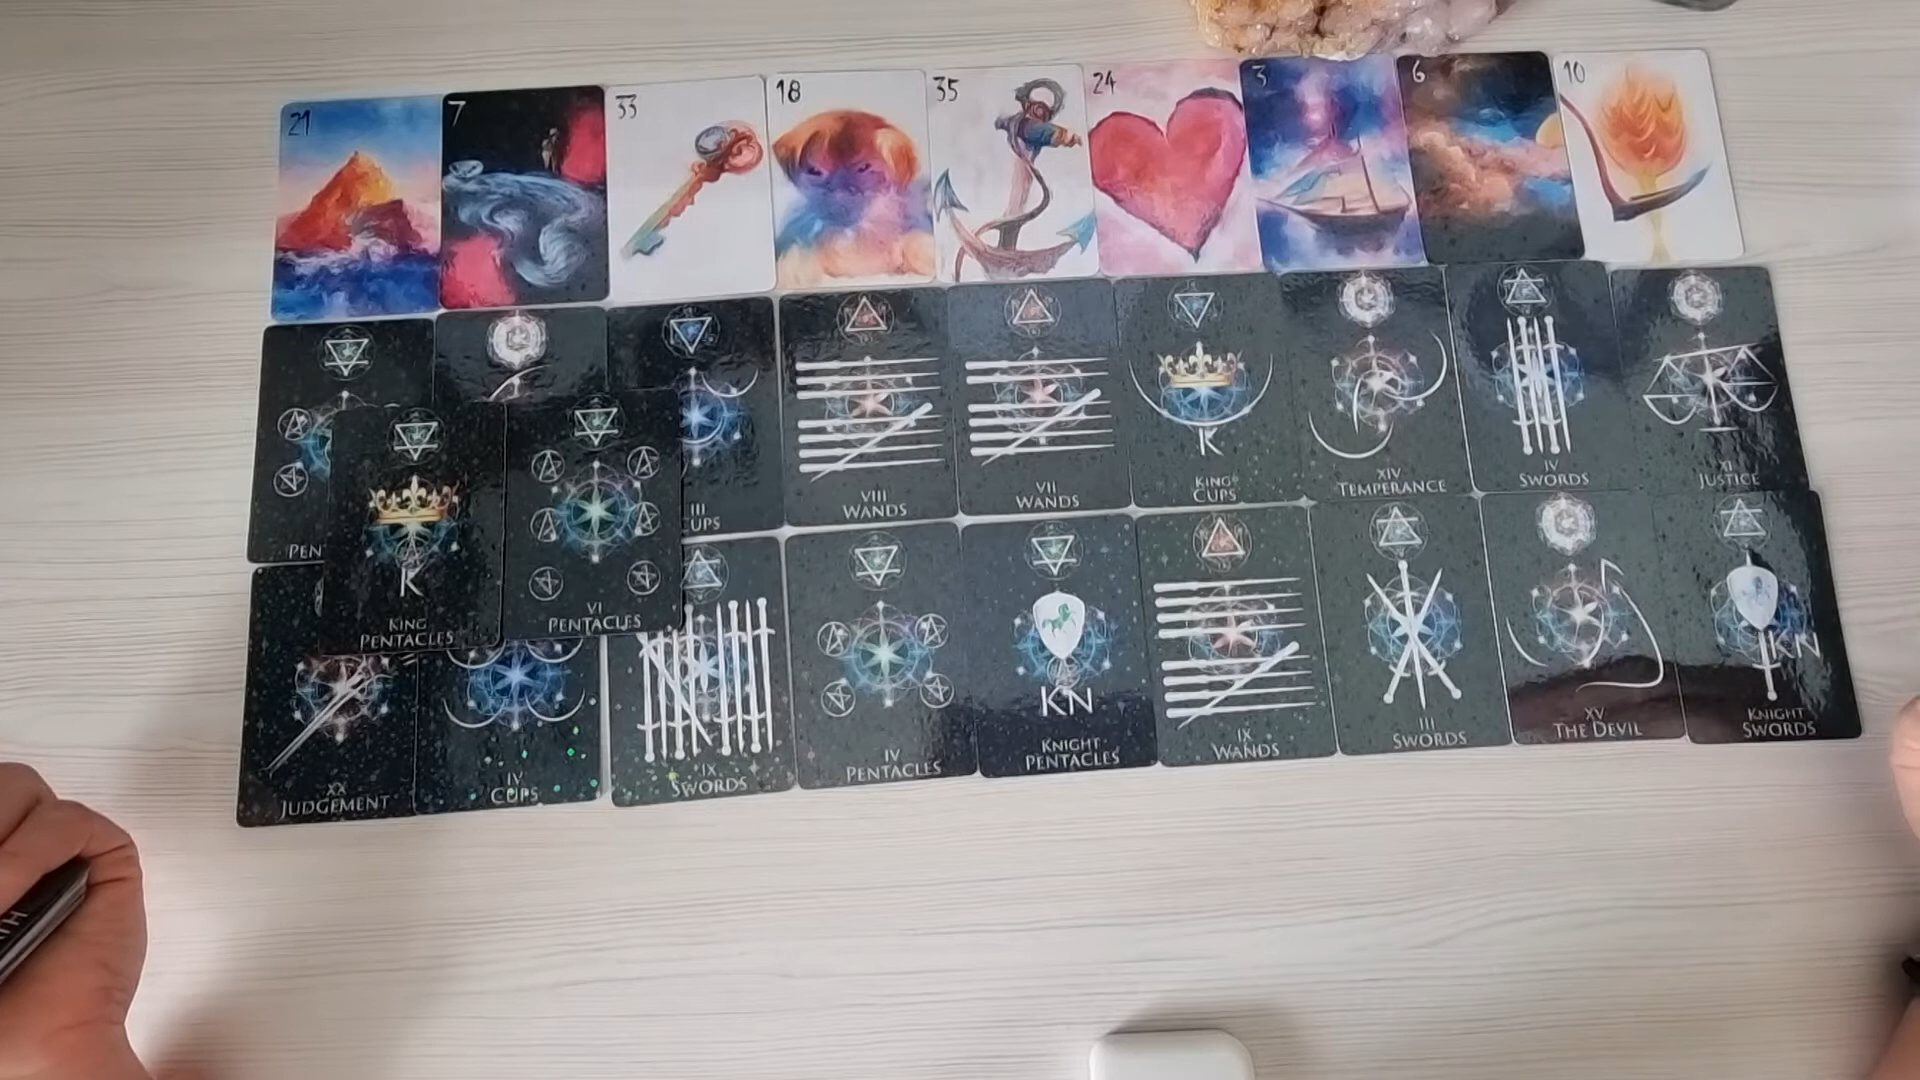 21
7
33
18
35
24
3
6
10
PEN
III
CUPS
VIII
WANDS
VII
WANDS
K
KING
CUPS
XIV
TEMPERANCE
IV
SWORDS
XI
JUSTICE
K
KING
PENTACLES
VI
PENTACLES
XX
JUDGEMENT
IV
CUPS
IX
SWORDS
IV
PENTACLES
KN
KNIGHT
PENTACLES
IX
WANDS
III
SWORDS
XV
THE DEVIL
KN
KNIGHT
SWORDS